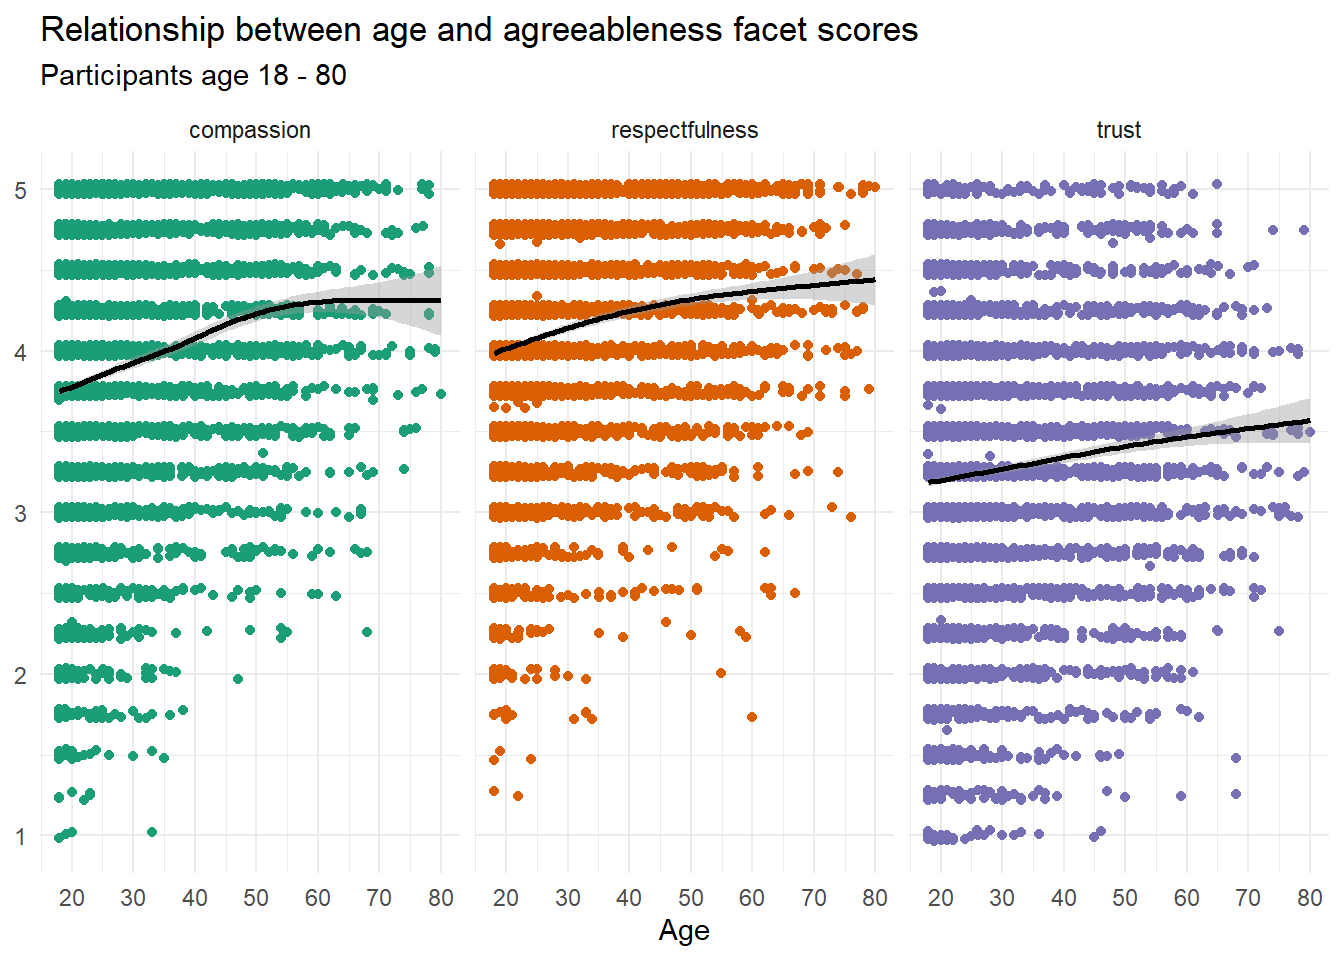 Relationship between age and agreeableness facet scores
Participants age 18 - 80
compassion respectfulness trust
5
4
3
2
1
20 30 40 50 60 70 80 20 30 40 50 60 70 80 20 30 40 50 60 70 80
Age